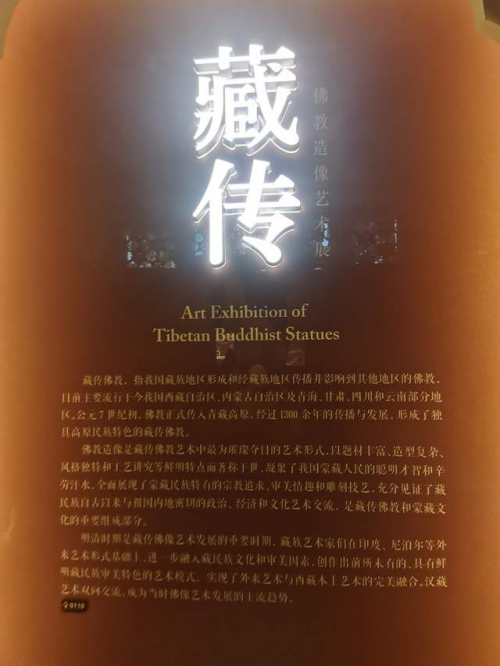 藏传
佛教造像艺术展
Art Exhibition of
Tibetan Buddhist Statues
藏传佛教，指我国藏族地区形成和经藏族地区传播并影响到其他地区的佛教，
目前主要流行于今我国西藏自治区、内蒙古自治区及青海、甘肃、四川和云南部分地
区。公元7世纪初，佛教正式传入青藏高原，经过1300余年的传播与发展，形成了独
具高原民族特色的藏传佛教。
佛教造像是藏传佛教艺术中最为璀璨夺目的艺术形式，以题材丰富、造型复杂、
风格独特和工艺讲究等鲜明特点而著称于世，凝聚了我国蒙藏人民的聪明才智和辛
劳汗水，全面展现了蒙藏民族特有的宗教追求、审美情趣和雕刻技艺，充分见证了藏
民族自古以来与祖国内地密切的政治、经济和文化艺术交流，是藏传佛教和蒙藏文
化的重要组成部分。
明清时期是藏传佛像艺术发展的重要时期，藏族艺术家们在印度、尼泊尔等外
来艺术形式基础上，进一步融入藏民族文化和审美因素，创作出前所未有的、具有鲜
明藏民族审美特色的艺术模式，实现了外来艺术与西藏本土艺术的完美融合。汉藏
艺术双向交流，成为当时佛像艺术发展的主流趋势。
9119